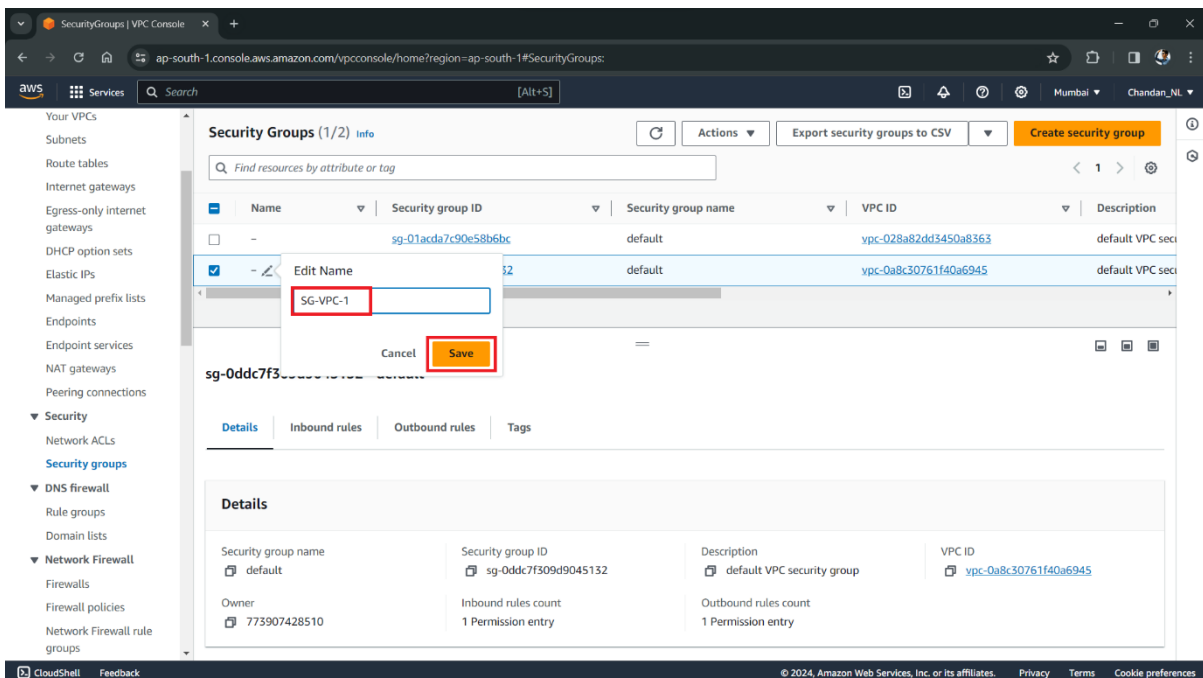 SecurityGroups | VPC Console
ap-south-1.console.aws.amazon.com/vpcconsole/home?region=ap-south-1#SecurityGroups:
aws Services Search [Alt+S] Mumbai Chandan_NL
Your VPCs
Subnets
Route tables
Internet gateways
Egress-only internet
gateways
DHCP option sets
Elastic IPs
Managed prefix lists
Endpoints
Endpoint services
NAT gateways
Peering connections
Security
Network ACLs
Security groups
DNS firewall
Rule groups
Domain lists
Network Firewall
Firewalls
Firewall policies
Network Firewall rule
groups
Security Groups (1/2) Info
Actions Export security groups to CSV Create security group
Find resources by attribute or tag
1
Name Security group ID Security group name VPC ID Description
– sg-01acda7c90e58b6bc default vpc-028a82dd3450a8363 default VPC secu
– 32 default vpc-0a8c30761f40a6945 default VPC secu
Edit Name
SG-VPC-1
Cancel Save
Details Inbound rules Outbound rules Tags
Details
Security group name Security group ID Description VPC ID
default sg-0ddc7f309d9045132 default VPC security group vpc-0a8c30761f40a6945
Owner Inbound rules count Outbound rules count
773907428510 1 Permission entry 1 Permission entry
CloudShell Feedback © 2024, Amazon Web Services, Inc. or its affiliates. Privacy Terms Cookie preferences